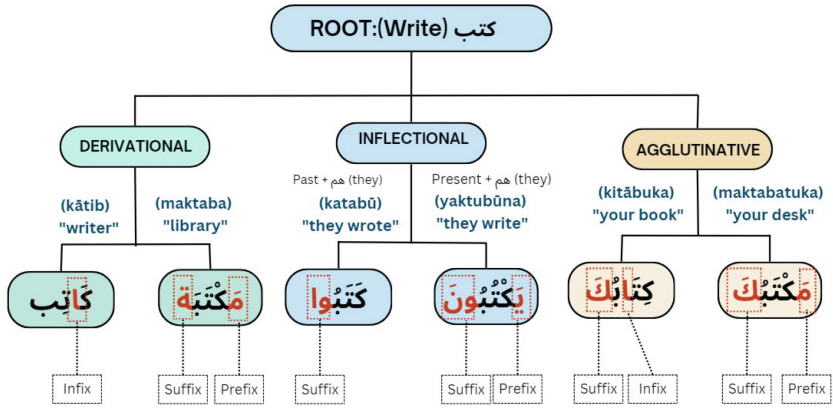 ROOT:(Write) كتب
DERIVATIONAL
INFLECTIONAL
AGGLUTINATIVE
Past + هم (they)
Present + هم (they)
(kātib)
"writer"
(maktaba)
"library"
(katabū)
"they wrote"
(yaktubūna)
"they write"
(kitābuka)
"your book"
(maktabatuka)
"your desk"
كَاتِب
مَكْتَبَة
كَتَبُوا
يَكْتُبُونَ
كِتَابُكَ
مَكْتَبُكَ
Infix
Suffix
Prefix
Suffix
Suffix
Prefix
Suffix
Infix
Suffix
Prefix